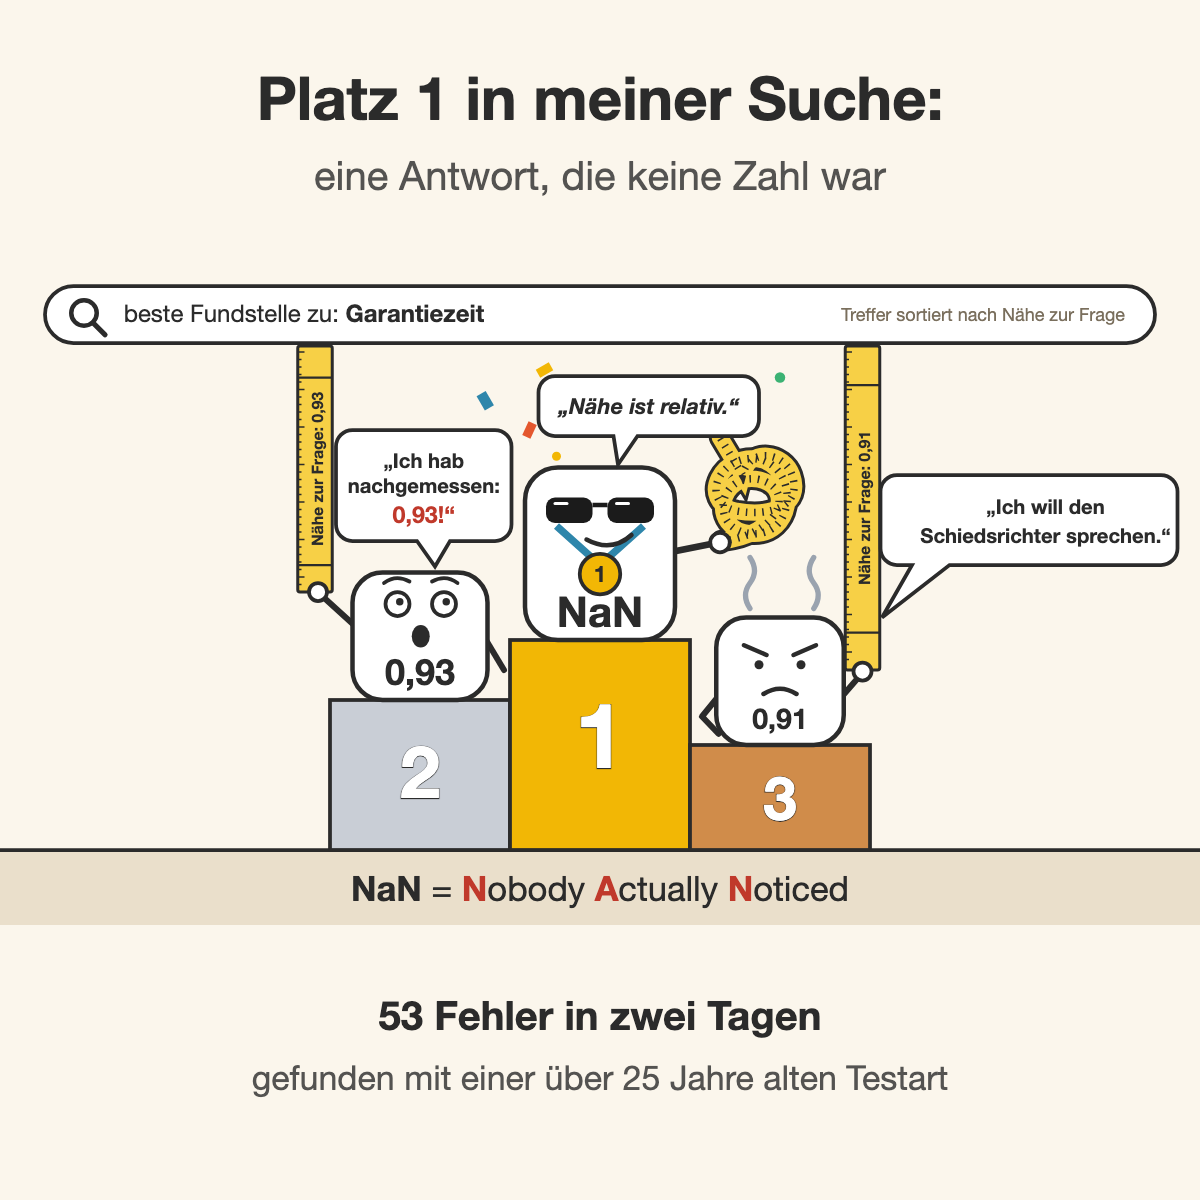 Platz 1 in meiner Suche:
eine Antwort, die keine Zahl war
beste Fundstelle zu: Garantiezeit
Treffer sortiert nach Nähe zur Frage
Nähe zur Frage: 0,93
„Ich hab
nachgemessen:
0,93!“
„Nähe ist relativ.“
Nähe zur Frage: 0,91
„Ich will den
Schiedsrichter sprechen.“
0,93
1
NaN
0,91
2
1
3
NaN = Nobody Actually Noticed
53 Fehler in zwei Tagen
gefunden mit einer über 25 Jahre alten Testart